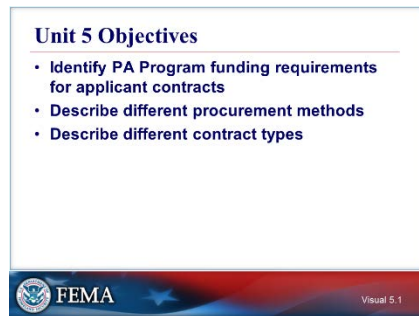 Unit 5 Objectives
• Identify PA Program funding requirements
for applicant contracts
• Describe different procurement methods
• Describe different contract types
FEMA
Visual 5.1